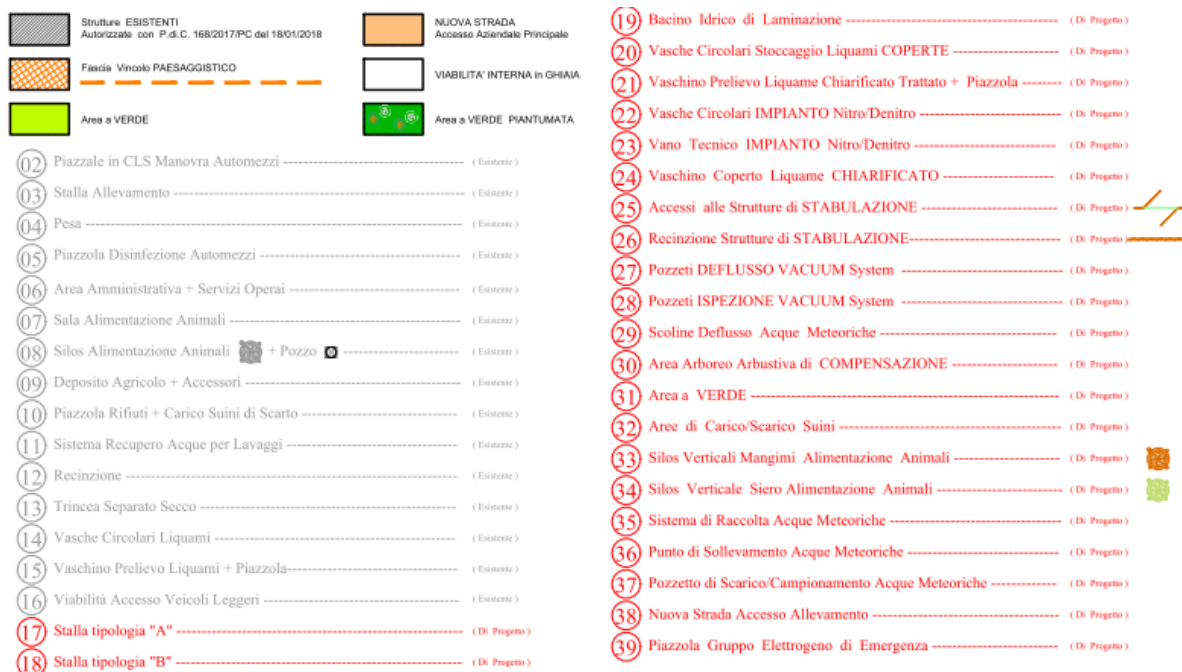 Strutture ESISTENTI
Autorizzate con P.di.C. 168/2017/PC del 18/01/2018
Fascia Vincolo PAESAGGISTICO
Area a VERDE
NUOVA STRADA
Accesso Aziendale Principale
VIABILITA' INTERNA in GHIAIA
Area a VERDE PIANTUMATA
02 Piazzale in CLS Manovra Automezzi ( Esistente )
03 Stalla Allevamento ( Esistente )
04 Pesa ( Esistente )
05 Piazzola Disinfezione Automezzi ( Esistente )
06 Area Amministrativa + Servizi Operai ( Esistente )
07 Sala Alimentazione Animali ( Esistente )
08 Silos Alimentazione Animali + Pozzo ( Esistente )
09 Deposito Agricolo + Accessori ( Esistente )
10 Piazzola Rifiuti + Carico Suini di Scarto ( Esistente )
11 Sistema Recupero Acque per Lavaggi ( Esistente )
12 Recinzione ( Esistente )
13 Trincea Separato Secco ( Esistente )
14 Vasche Circolari Liquami ( Esistente )
15 Vaschino Prelievo Liquami + Piazzola ( Esistente )
16 Viabilità Accesso Veicoli Leggeri ( Esistente )
17 Stalla tipologia "A" ( Di Progetto )
18 Stalla tipologia "B" ( Di Progetto )
19 Bacino Idrico di Laminazione ( Di Progetto )
20 Vasche Circolari Stoccaggio Liquami COPERTE ( Di Progetto )
21 Vaschino Prelievo Liquame Chiarificato Trattato + Piazzola ( Di Progetto )
22 Vasche Circolari IMPIANTO Nitro/Denitro ( Di Progetto )
23 Vano Tecnico IMPIANTO Nitro/Denitro ( Di Progetto )
24 Vaschino Coperto Liquame CHIARIFICATO ( Di Progetto )
25 Accessi alle Strutture di STABULAZIONE ( Di Progetto )
26 Recinzione Strutture di STABULAZIONE ( Di Progetto )
27 Pozzeti DEFLUSSO VACUUM System ( Di Progetto )
28 Pozzeti ISPEZIONE VACUUM System ( Di Progetto )
29 Scoline Deflusso Acque Meteoriche ( Di Progetto )
30 Area Arboreo Arbustiva di COMPENSAZIONE ( Di Progetto )
31 Area a VERDE ( Di Progetto )
32 Aree di Carico/Scarico Suini ( Di Progetto )
33 Silos Verticali Mangimi Alimentazione Animali ( Di Progetto )
34 Silos Verticale Siero Alimentazione Animali ( Di Progetto )
35 Sistema di Raccolta Acque Meteoriche ( Di Progetto )
36 Punto di Sollevamento Acque Meteoriche ( Di Progetto )
37 Pozzetto di Scarico/Campionamento Acque Meteoriche ( Di Progetto )
38 Nuova Strada Accesso Allevamento ( Di Progetto )
39 Piazzola Gruppo Elettrogeno di Emergenza ( Di Progetto )